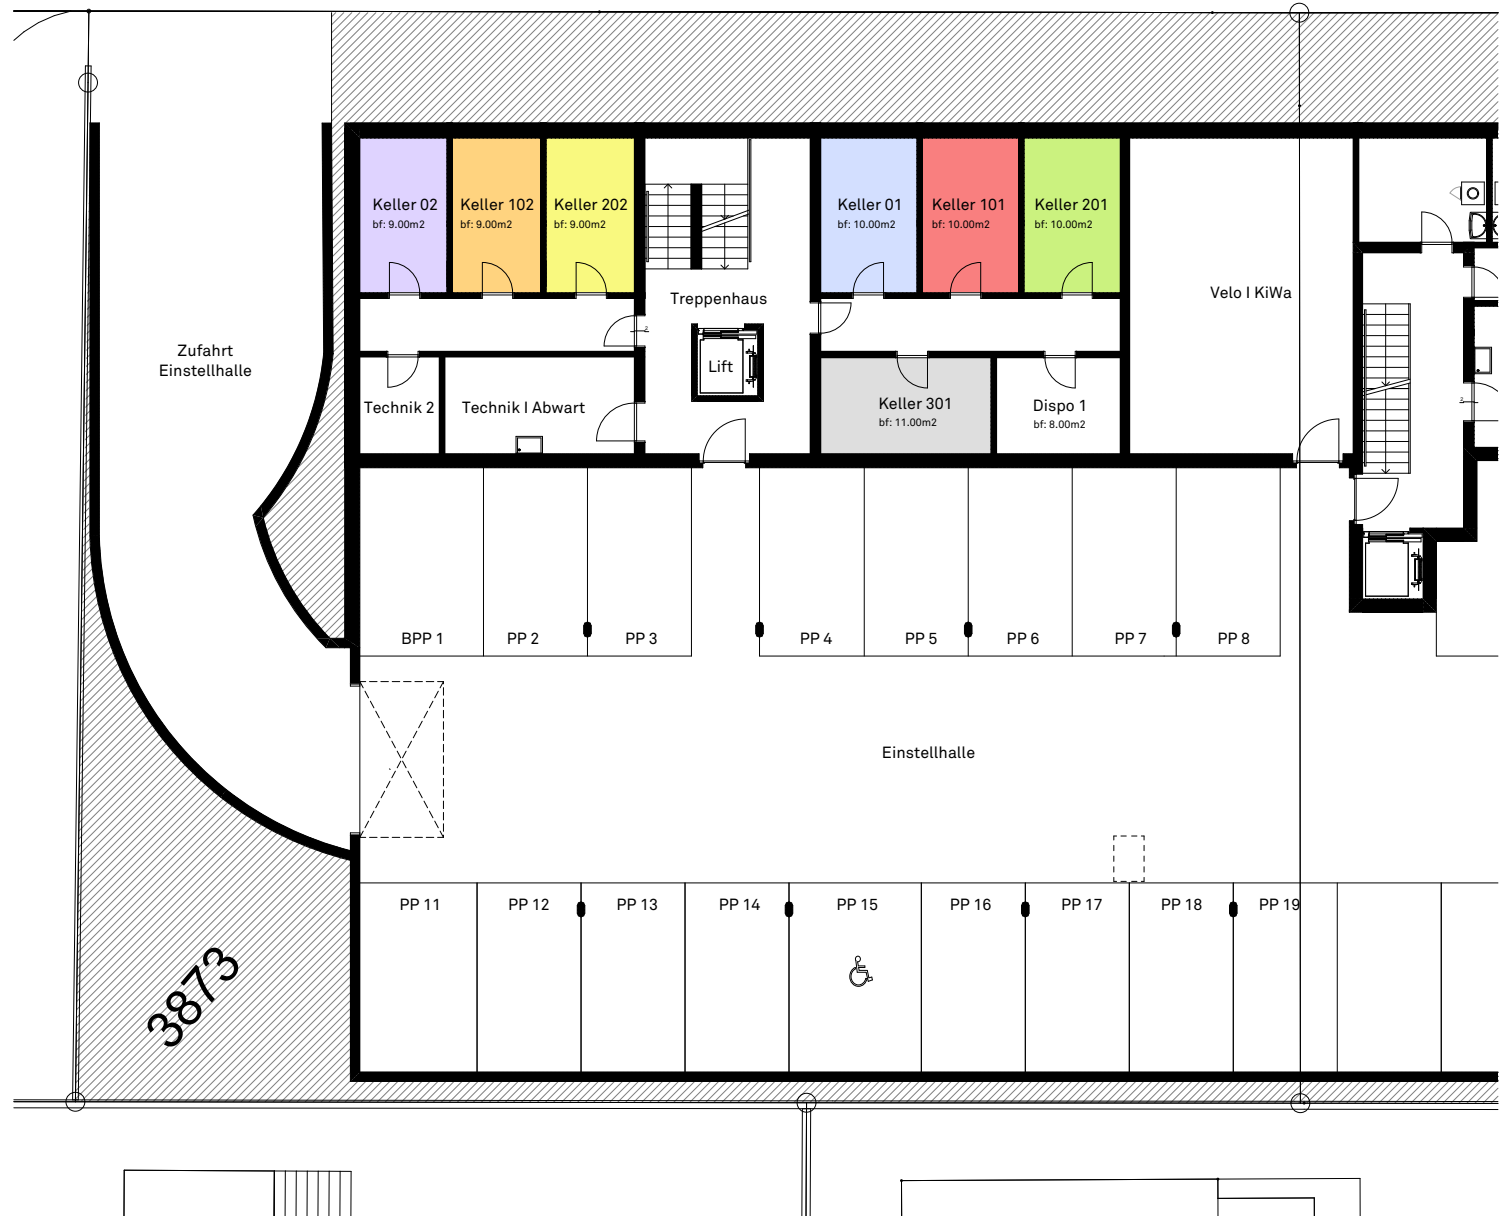 Keller 02
bf: 9.00m2
Keller 102
bf: 9.00m2
Keller 202
bf: 9.00m2
Keller 01
bf: 10.00m2
Keller 101
bf: 10.00m2
Keller 201
bf: 10.00m2
Treppenhaus
Velo I KiWa
Zufahrt
Einstellhalle
Lift
Technik 2
Technik I Abwart
Keller 301
bf: 11.00m2
Dispo 1
bf: 8.00m2
BPP 1
PP 2
PP 3
PP 4
PP 5
PP 6
PP 7
PP 8
Einstellhalle
PP 11
PP 12
PP 13
PP 14
PP 15
PP 16
PP 17
PP 18
PP 19
3873